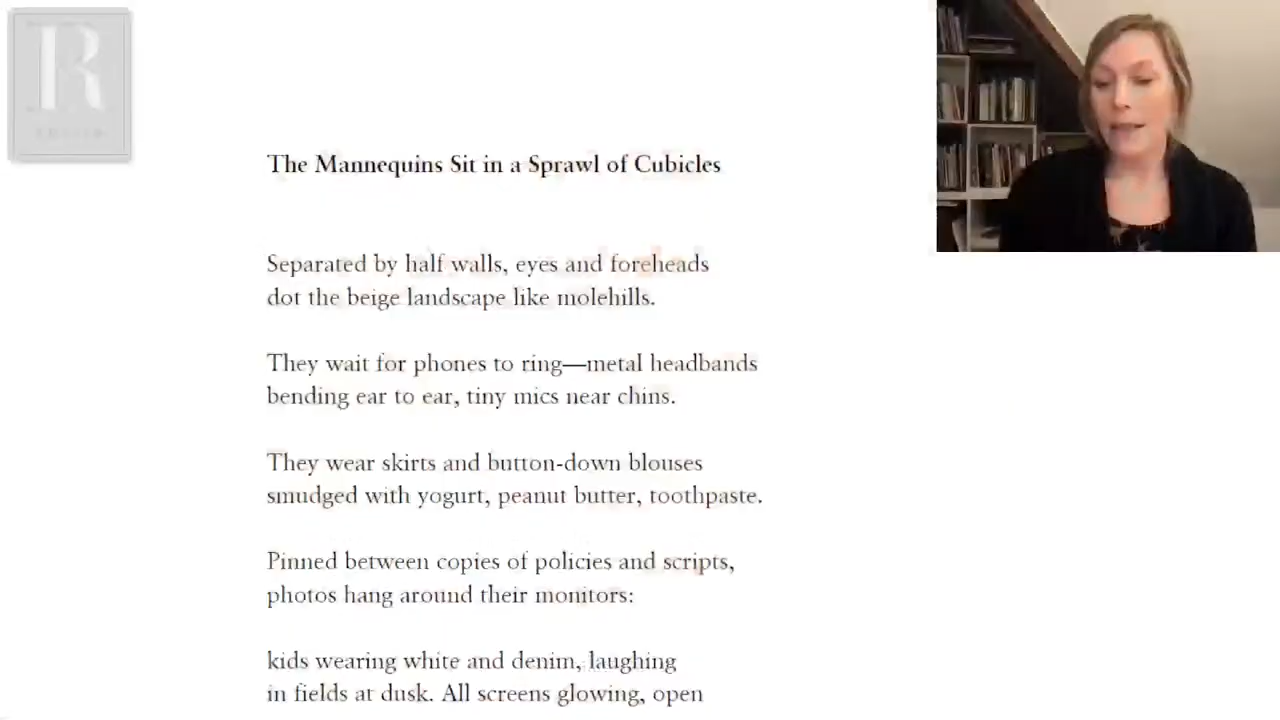 The Mannequins Sit in a Sprawl of Cubicles
Separated by half walls, eyes and foreheads
dot the beige landscape like molehills.
They wait for phones to ring—metal headbands
bending ear to ear, tiny mics near chins.
They wear skirts and button-down blouses
smudged with yogurt, peanut butter, toothpaste.
Pinned between copies of policies and scripts,
photos hang around their monitors:
kids wearing white and denim, laughing
in fields at dusk. All screens glowing, open